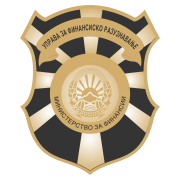 УПРАВА ЗА ФИНАНСИСКО РАЗУЗНАВАЊЕ
МИНИСТЕРСТВО ЗА ФИНАНСИИ